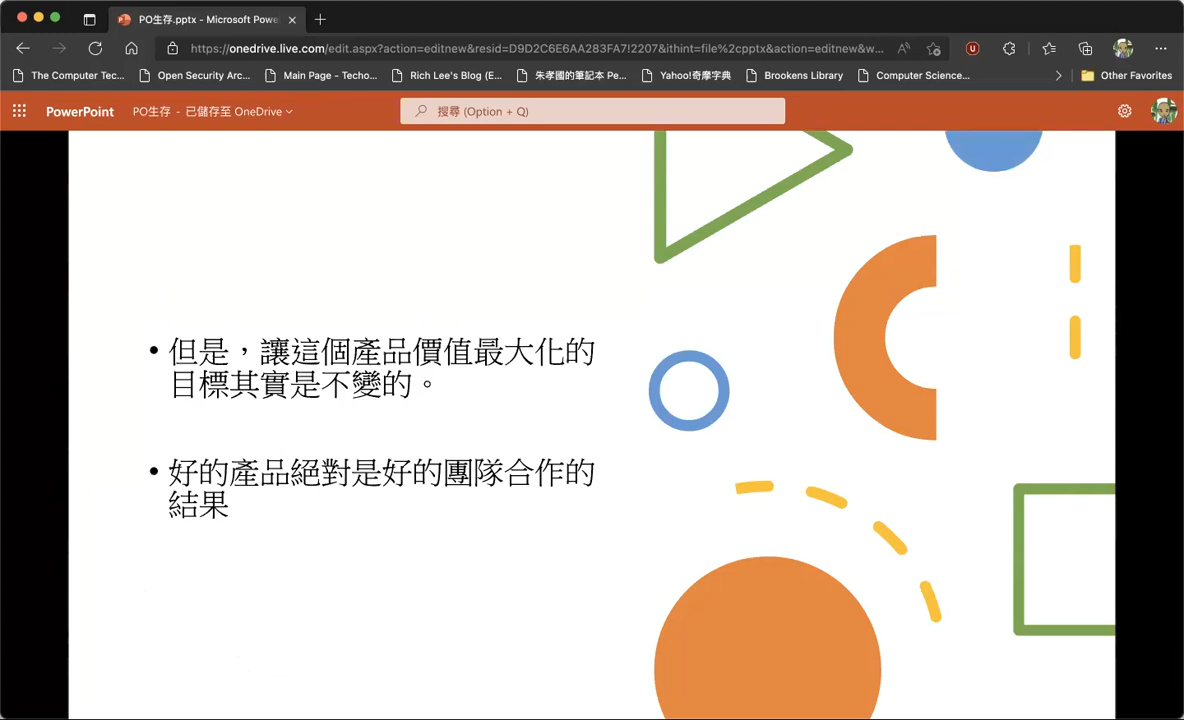 PO生存.pptx - Microsoft Powe
https://onedrive.live.com/edit.aspx?action=editnew&resid=D9D2C6E6AA283FA7!2207&ithint=file%2cpptx&action=editnew&w...
The Computer Tec...
Open Security Arc...
Main Page - Techo...
Rich Lee's Blog (E...
朱孝國的筆記本 Pe...
Yahoo!奇摩字典
Brookens Library
Computer Science...
Other Favorites
PowerPoint
PO生存 - 已儲存至 OneDrive
搜尋 (Option + Q)
• 但是，讓這個產品價值最大化的
目標其實是不變的。
• 好的產品絕對是好的團隊合作的
結果